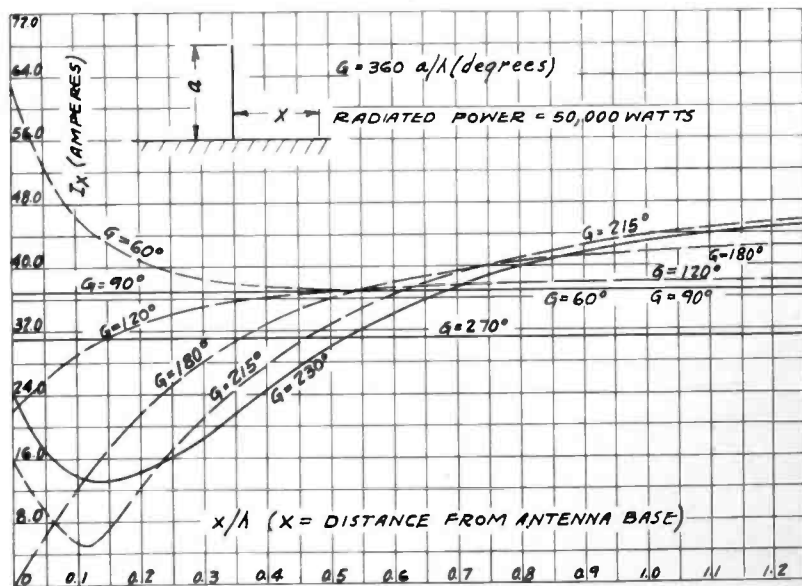 72.0
64.0
56.0
48.0
40.0
32.0
24.0
16.0
8.0
0
I_X (AMPERES)
a
X
G = 360 a/λ (degrees)
RADIATED POWER = 50,000 WATTS
G=60°
G=90°
G=120°
G=180°
G=215°
G=230°
G=215°
G=180°
G=120°
G=60°
G=90°
G=270°
x/λ (X = DISTANCE FROM ANTENNA BASE)
0.1 0.2 0.3 0.4 0.5 0.6 0.7 0.8 0.9 1.0 1.1 1.2